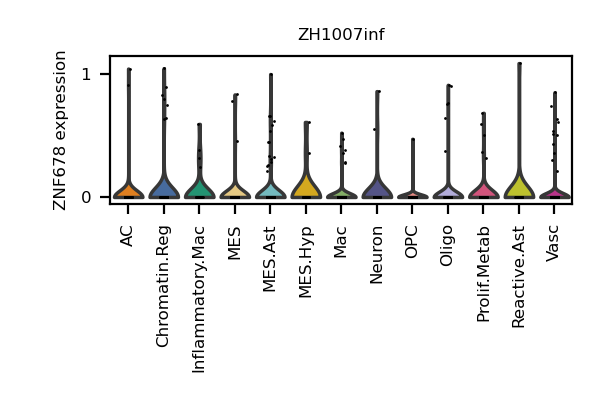 ZH1007inf
ZNF678 expression
1
0
AC
Chromatin.Reg
Inflammatory.Mac
MES
MES.Ast
MES.Hyp
Mac
Neuron
OPC
Oligo
Prolif.Metab
Reactive.Ast
Vasc